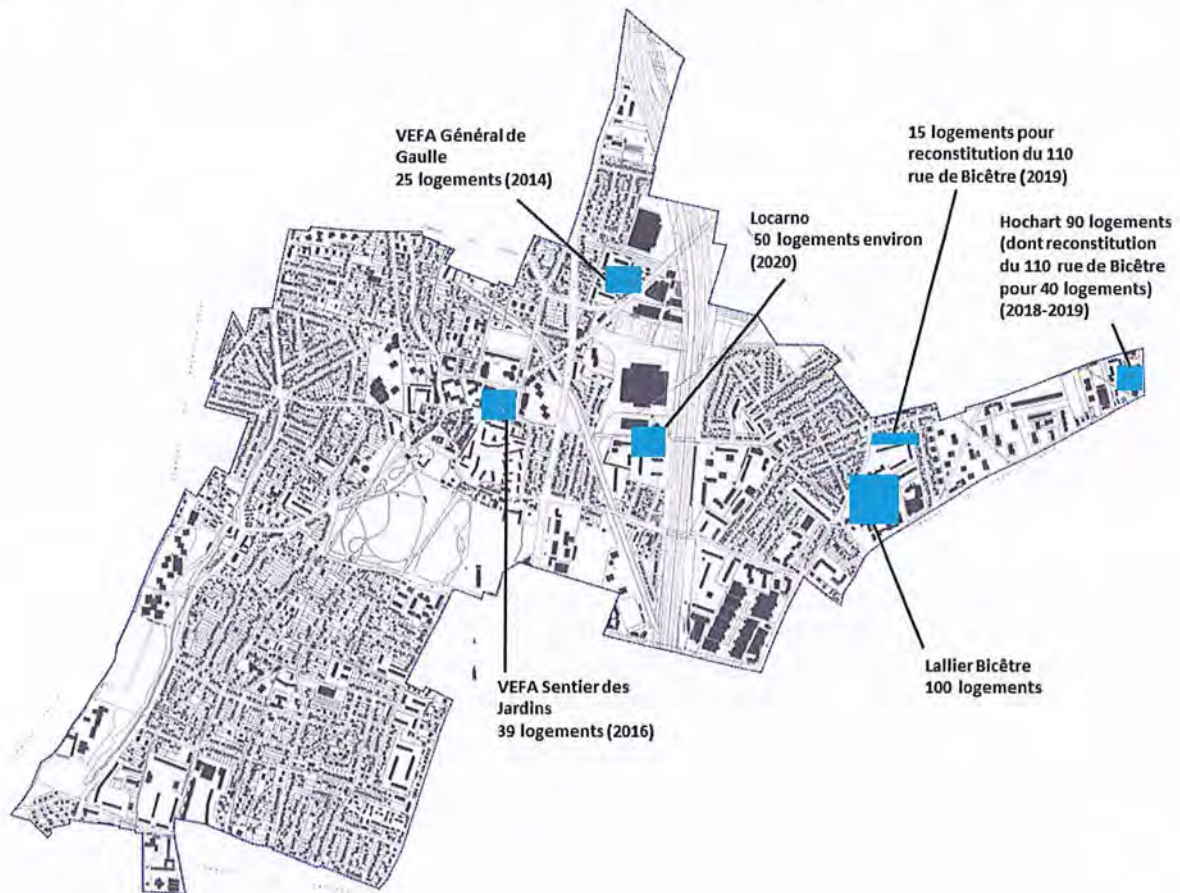 VEFA Général de
Gaulle
25 logements (2014)
15 logements pour
reconstitution du 110
rue de Bicêtre (2019)
Locarno
50 logements environ
(2020)
Hochart 90 logements
(dont reconstitution
du 110 rue de Bicêtre
pour 40 logements)
(2018-2019)
VEFA Sentier des
Jardins
39 logements (2016)
Lallier Bicêtre
100 logements